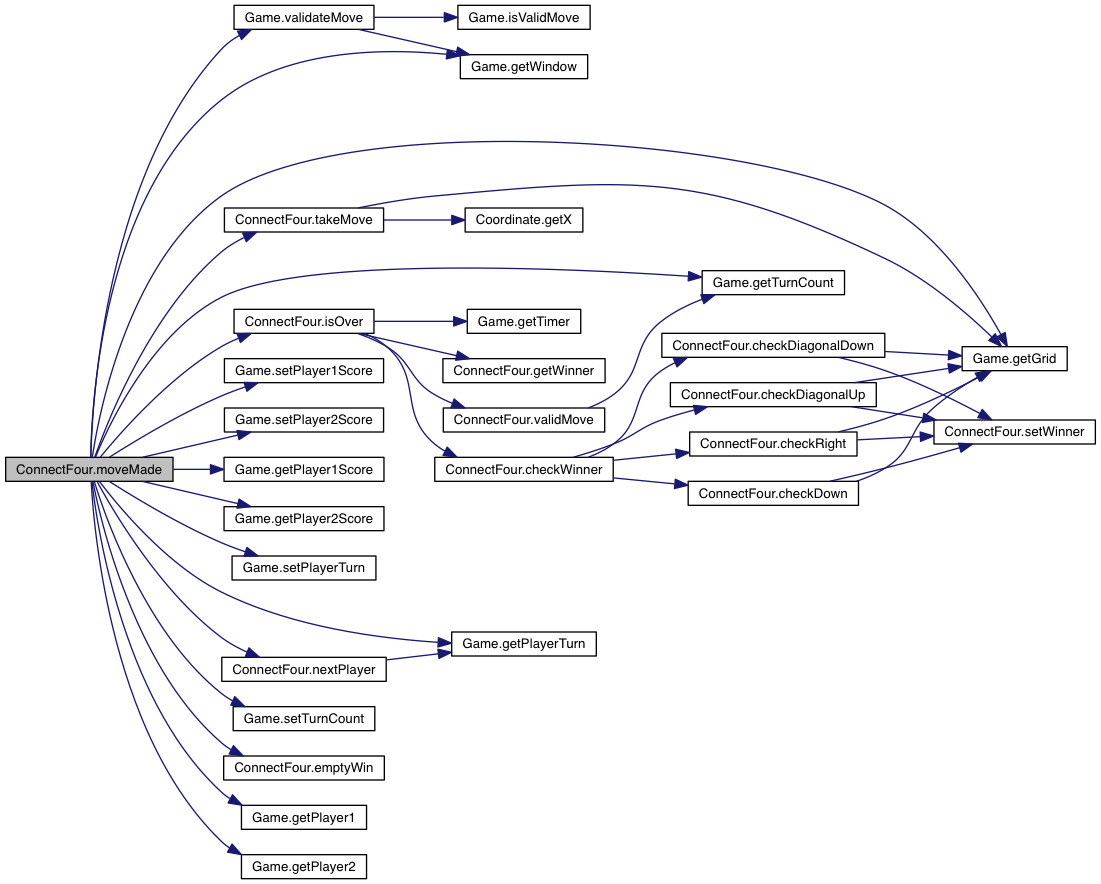 Game.validateMove
Game.isValidMove
Game.getWindow
ConnectFour.takeMove
Coordinate.getX
Game.getTurnCount
ConnectFour.isOver
Game.getTimer
ConnectFour.checkDiagonalDown
Game.getGrid
Game.setPlayer1Score
ConnectFour.getWinner
ConnectFour.checkDiagonalUp
Game.setPlayer2Score
ConnectFour.validMove
ConnectFour.setWinner
ConnectFour.checkRight
ConnectFour.moveMade
Game.getPlayer1Score
ConnectFour.checkWinner
ConnectFour.checkDown
Game.getPlayer2Score
Game.setPlayerTurn
Game.getPlayerTurn
ConnectFour.nextPlayer
Game.setTurnCount
ConnectFour.emptyWin
Game.getPlayer1
Game.getPlayer2